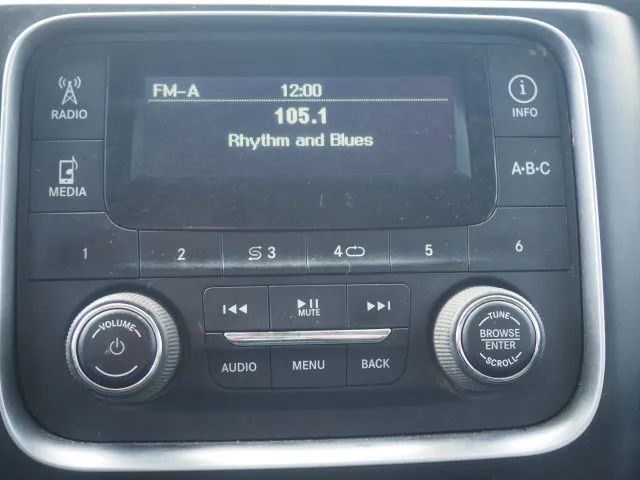 FM-A 12:00
105.1
Rhythm and Blues
RADIO
INFO
MEDIA
A·B·C
1 2 3 4 5 6
VOLUME
MUTE
TUNE
BROWSE
ENTER
SCROLL
AUDIO MENU BACK